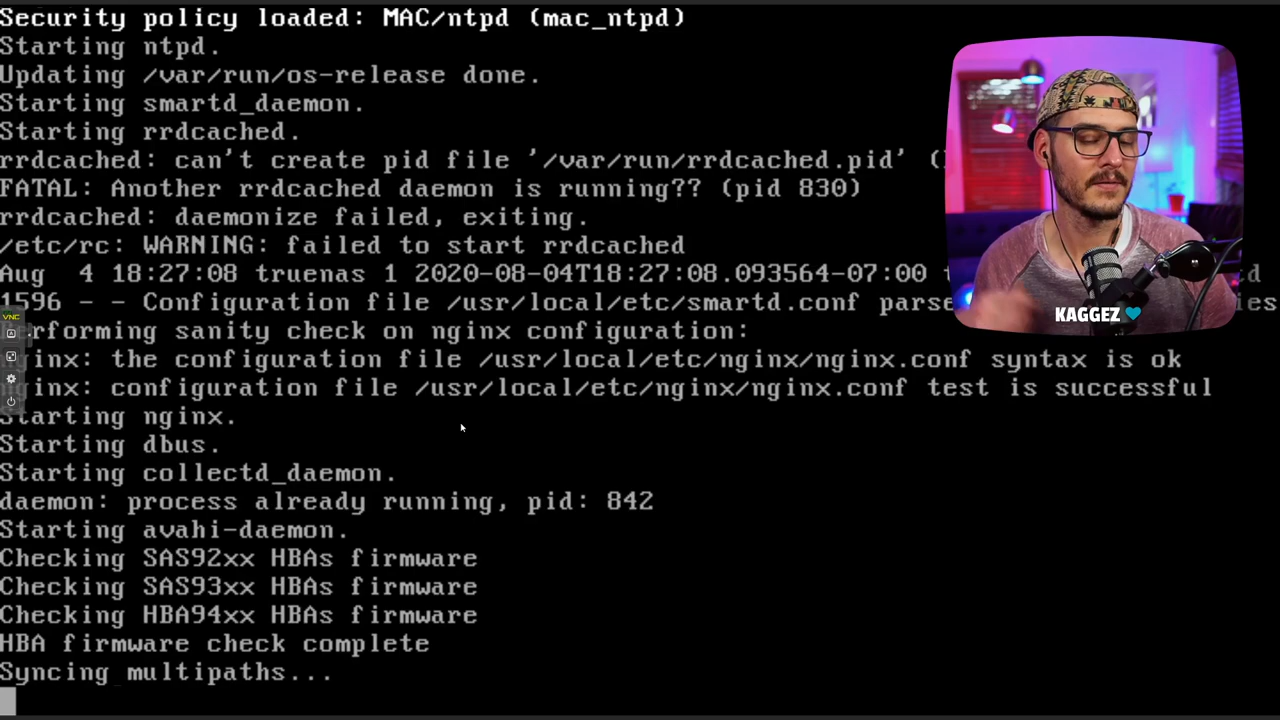 Security policy loaded: MAC/ntpd (mac_ntpd)
Starting ntpd.
Updating /var/run/os-release done.
Starting smartd_daemon.
Starting rrdcached.
rrdcached: can't create pid file '/var/run/rrdcached.pid' (
FATAL: Another rrdcached daemon is running?? (pid 830)
rrdcached: daemonize failed, exiting.
/etc/rc: WARNING: failed to start rrdcached
Aug  4 18:27:08 truenas 1 2020-08-04T18:27:08.093564-07:00
1596 - - Configuration file /usr/local/etc/smartd.conf
erforming sanity check on nginx configuration:
ginx: the configuration file /usr/local/etc/nginx/nginx.conf syntax is ok
ginx: configuration file /usr/local/etc/nginx/nginx.conf test is successful
Starting nginx.
Starting dbus.
Starting collectd_daemon.
daemon: process already running, pid: 842
Starting avahi-daemon.
Checking SAS92xx HBAs firmware
Checking SAS93xx HBAs firmware
Checking HBA94xx HBAs firmware
HBA firmware check complete
Syncing multipaths...
VNC
A
KAGGEZ